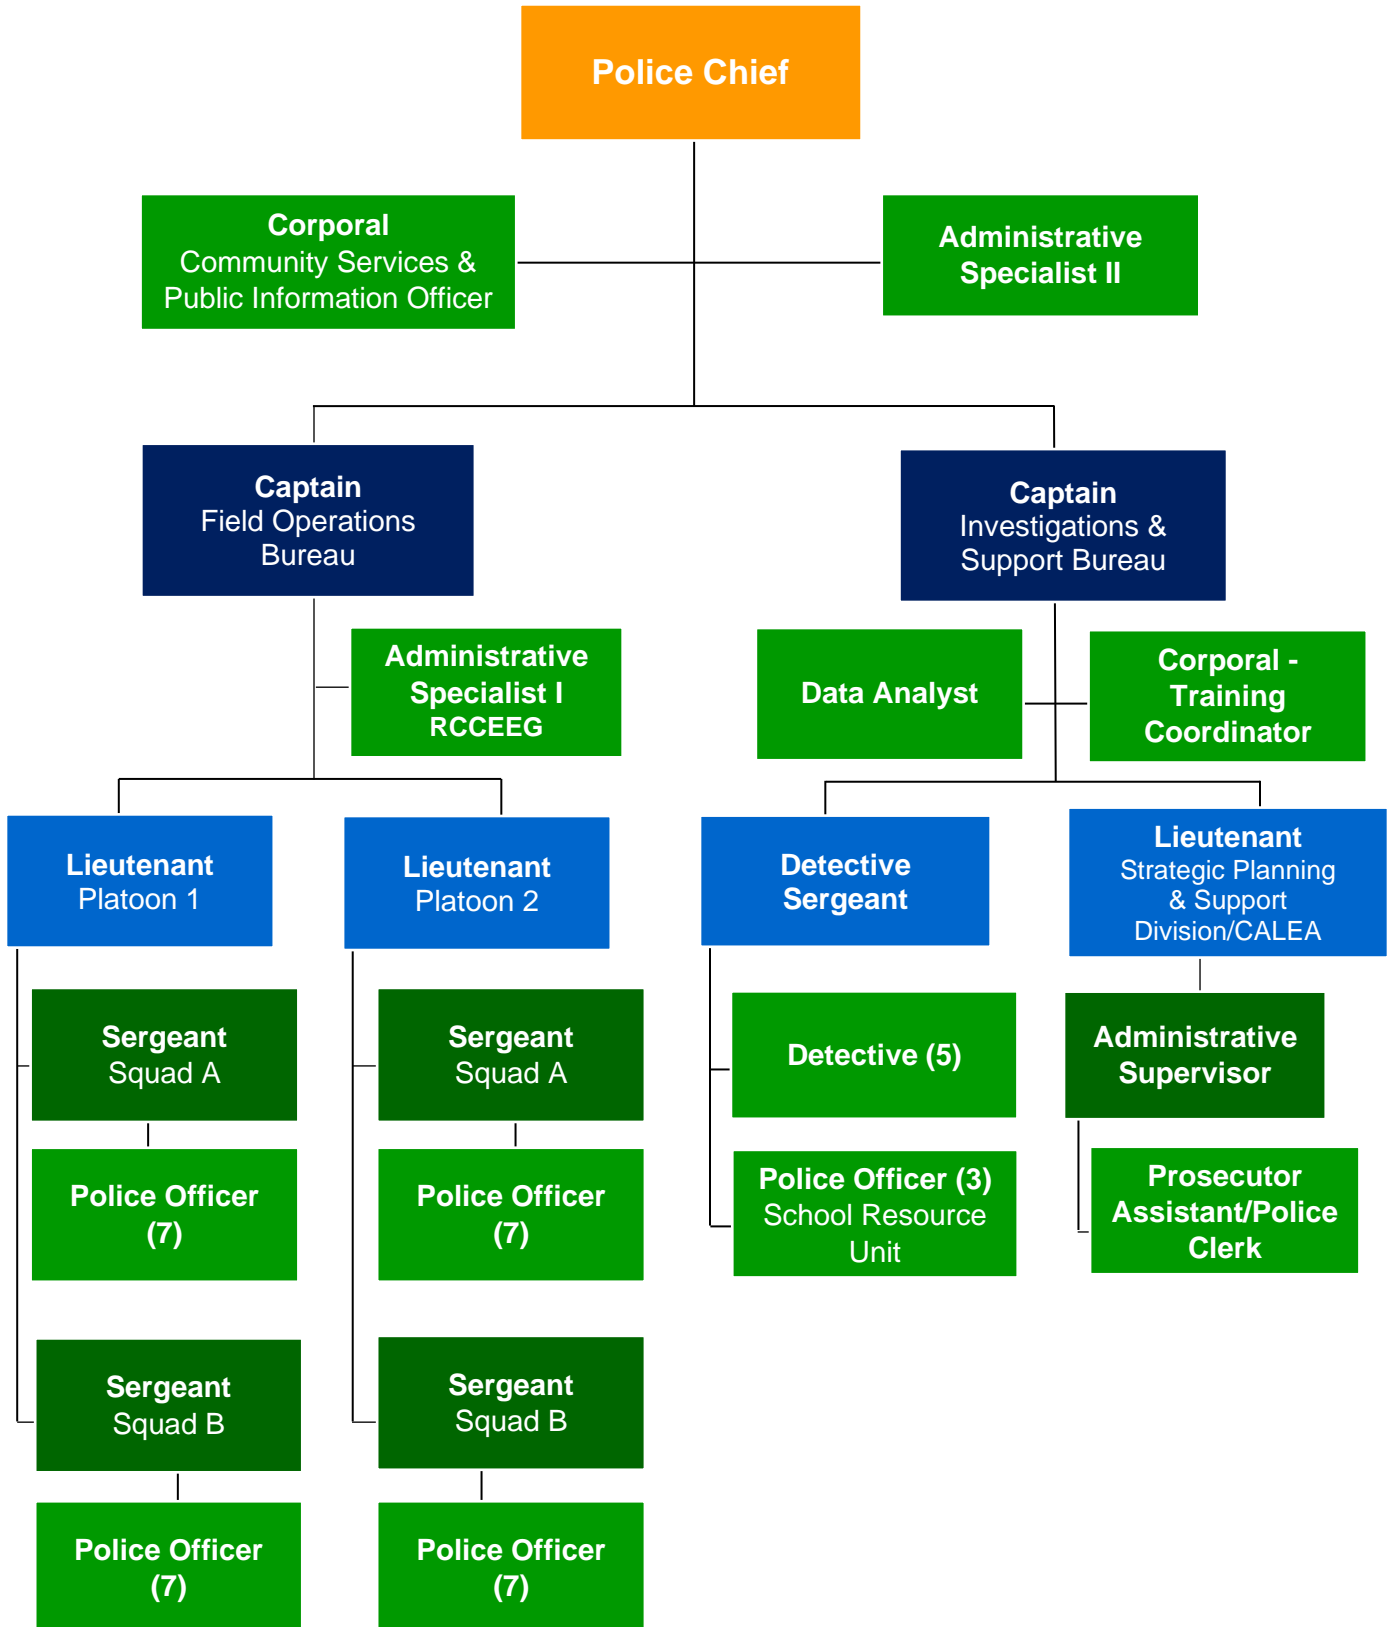 Police Chief
Corporal
Community Services &
Public Information Officer
Administrative
Specialist II
Captain
Field Operations
Bureau
Captain
Investigations &
Support Bureau
Administrative
Specialist I
RCCEEG
Data Analyst
Corporal -
Training
Coordinator
Lieutenant
Platoon 1
Lieutenant
Platoon 2
Detective
Sergeant
Lieutenant
Strategic Planning
& Support
Division/CALEA
Sergeant
Squad A
Sergeant
Squad A
Detective (5)
Administrative
Supervisor
Police Officer
(7)
Police Officer
(7)
Police Officer (3)
School Resource
Unit
Prosecutor
Assistant/Police
Clerk
Sergeant
Squad B
Sergeant
Squad B
Police Officer
(7)
Police Officer
(7)